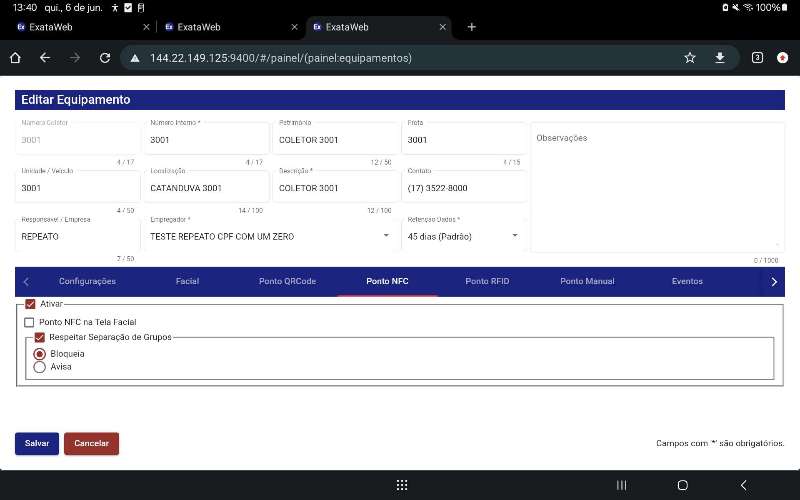 13:40 qui., 6 de jun. 100%
Ex ExataWeb
Ex ExataWeb
Ex ExataWeb
144.22.149.125:9400/#/painel/(painel:equipamentos)
3
Editar Equipamento
Número Coletor
3001
4 / 17
Número Interno *
3001
4 / 17
Patrimônio
COLETOR 3001
12 / 50
Frota
3001
4 / 15
Observações
0 / 1000
Unidade / Veículo
3001
4 / 50
Localização
CATANDUVA 3001
14 / 100
Descrição *
COLETOR 3001
12 / 100
Contato
(17) 3522-8000
Responsável / Empresa
REPEATO
7 / 50
Empregador *
TESTE REPEATO CPF COM UM ZERO
Retenção Dados *
45 dias (Padrão)
Configurações
Facial
Ponto QRCode
Ponto NFC
Ponto RFID
Ponto Manual
Eventos
Ativar
Ponto NFC na Tela Facial
Respeitar Separação de Grupos
Bloqueia
Avisa
Salvar
Cancelar
Campos com '*' são obrigatórios.